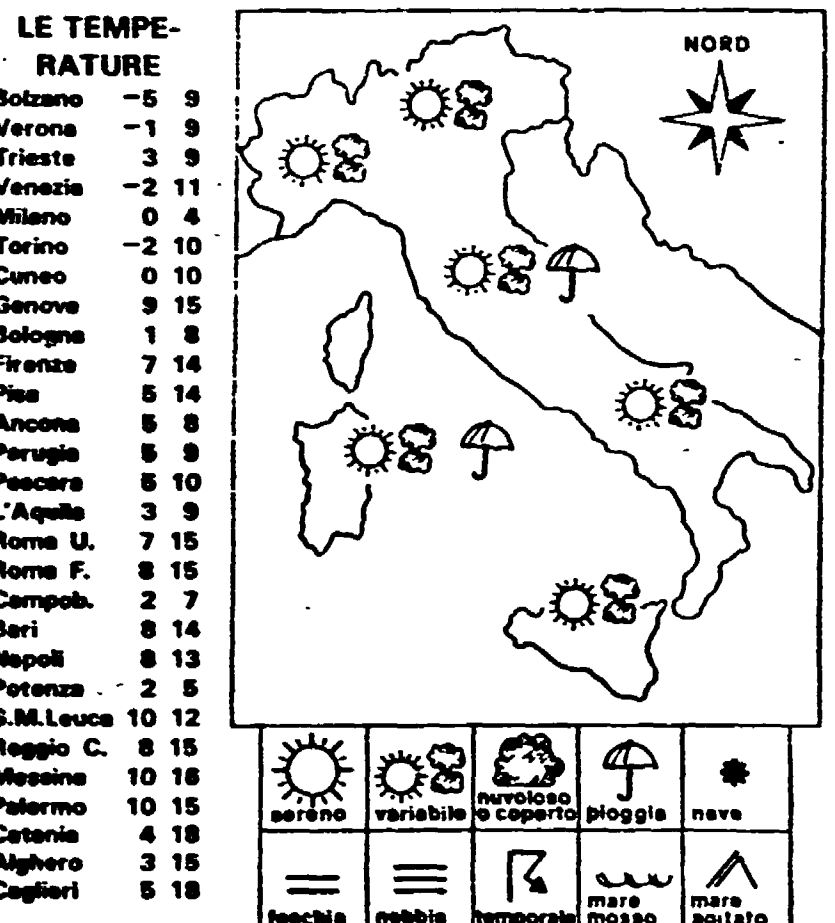 LE TEMPE-
RATURE
Bolzano -5 9
Verona -1 9
Trieste 3 9
Venezia -2 11
Milano 0 4
Torino -2 10
Cuneo 0 10
Genova 9 15
Bologna 1 8
Firenze 7 14
Pisa 5 14
Ancona 5 8
Perugia 5 9
Pescara 5 10
L'Aquila 3 9
Roma U. 7 15
Roma F. 8 15
Campob. 2 7
Bari 8 14
Napoli 8 13
Potenza 2 5
S.M.Leuca 10 12
Reggio C. 8 15
Messina 10 16
Palermo 10 15
Catania 4 18
Alghero 3 15
Cagliari 5 18
NORD
sereno
variabile
nuvoloso
o coperto
pioggia
neve
foschia
nebbia
temporale
mare
mosso
mare
agitato